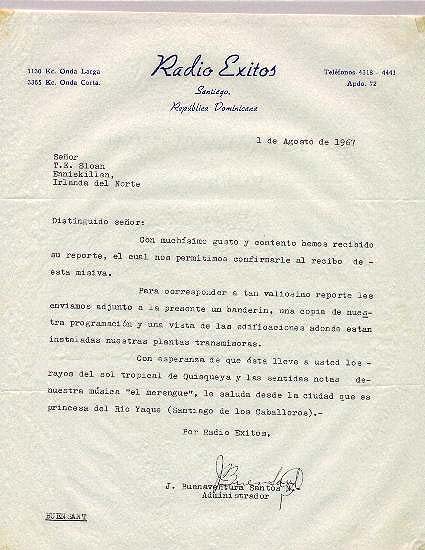 Radio Exitos
1130 Kc. Onda Larga
3385 Kc. Onda Corta.
Santiago,
República Dominicana
Teléfonos 4318 - 4443
Apdo. 72
1 de Agosto de 1967
Señor
T.E. Sloan
Enniskillen,
Irlanda del Norte
Distinguido señor:
Con muchísimo gusto y contento hemos recibido
su reporte, el cual nos permitimos confirmarle al recibo de -
esta misiva.
Para corresponder a tan valiosimo reporte les
enviamos adjunto a la presente un banderín, una copia de nues-
tra programación y una vista de las edificaciones adonde estan
instaladas nuestras plantas transmisoras.
Con esperanza de que ésta lleve a usted los -
rayos del sol tropical de Quisqueya y las sentidas notas de-
nuestra música "el merengue", le saluda desde la ciudad que es
princesa del Río Yaque (Santiago de los Caballeros).-
Por Radio Exitos,
J. Buenaventura Santos
Administrador
BUENSANT